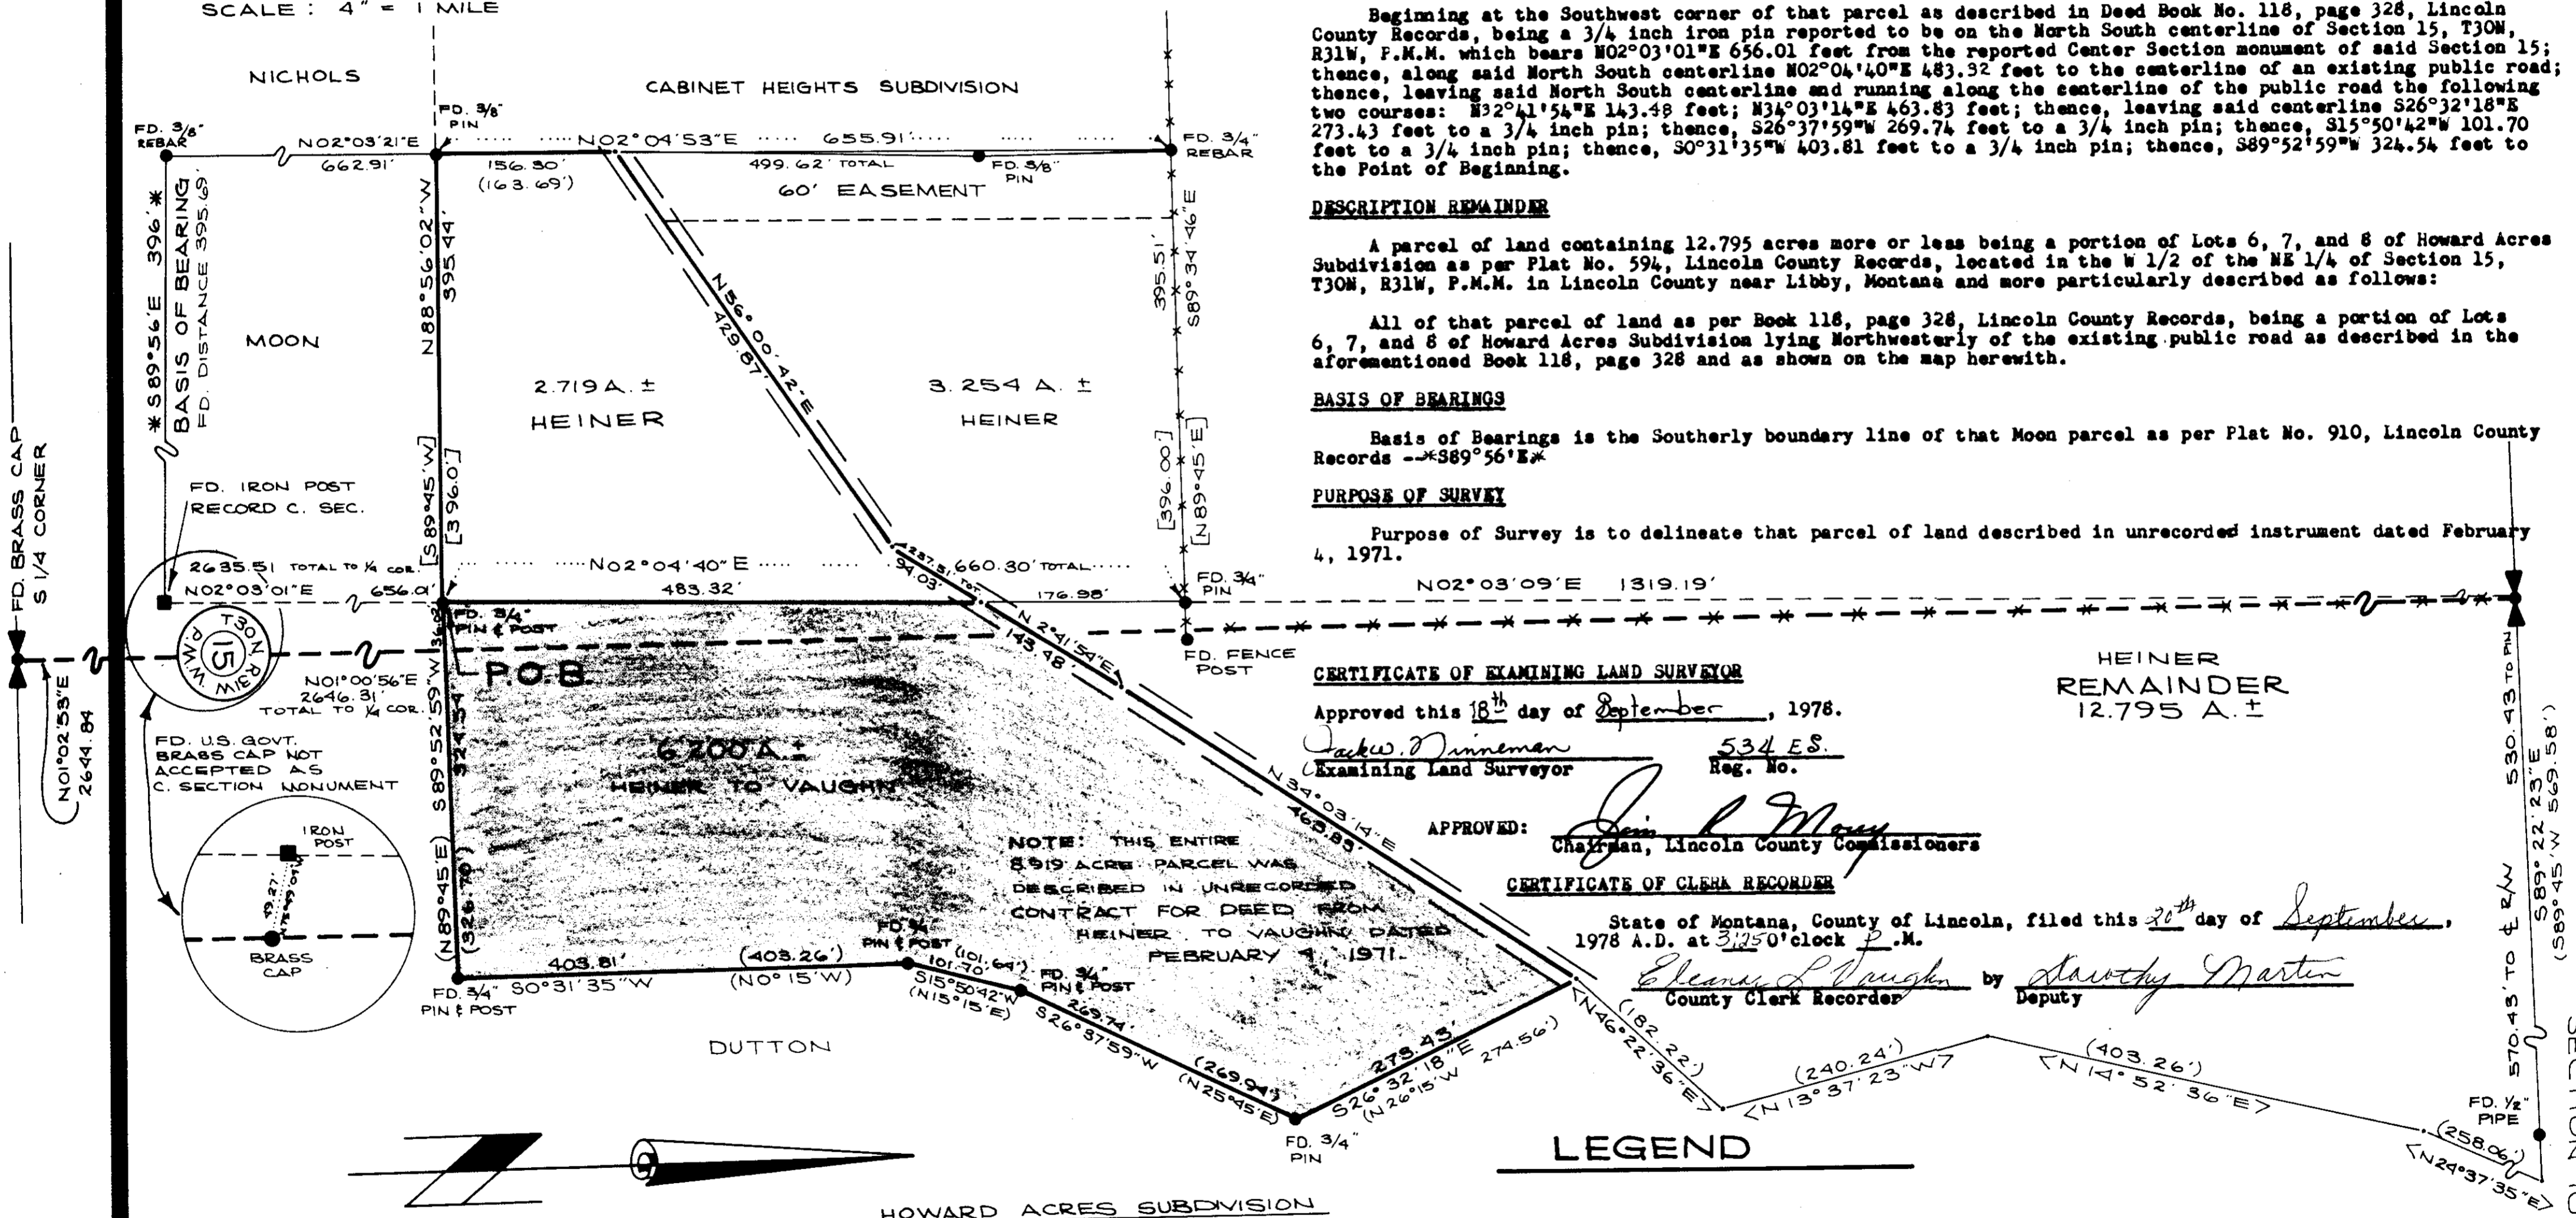 SCALE : 4" = 1 MILE
NICHOLS
CABINET HEIGHTS SUBDIVISION
FD. 3/8"
REBAR
FD. 3/8"
PIN
N02°03'21"E
662.91'
N02°04'53"E
655.91'
156.30'
(163.69')
499.62' TOTAL
FD. 5/8"
PIN
FD. 3/4"
REBAR
60' EASEMENT
*S89°56'E 396'*
BASIS OF BEARING
FD. DISTANCE 395.69'
MOON
N88°56'02"W
395.44'
[S89°45'W]
[396.0']
N56°00'42"E
429.87'
2.719 A. ±
HEINER
3.254 A. ±
HEINER
395.51'
S89°34'46"E
[396.00']
[N89°45'E]
FD. BRASS CAP
S 1/4 CORNER
FD. IRON POST
RECORD C. SEC.
2635.51 TOTAL TO 1/4 COR.
N02°03'01"E
656.01'
N02°04'40"E
660.30' TOTAL
94.03'
483.32'
176.98'
FD. 3/4"
PIN
N02°03'09"E 1319.19'
T30N R31W
P.M.M.
15
FD. 3/4"
PIN & POST
P.O.B.
N 2°41'54"E
143.48'
FD. FENCE
POST
N01°00'56"E
2646.31'
TOTAL TO 1/4 COR.
N01°02'53"E
2644.84
FD. U.S. GOVT.
BRASS CAP NOT
ACCEPTED AS
C. SECTION MONUMENT
IRON
POST
49.27'
BRASS
CAP
S89°52'59"W
324.54
(N89°45'E)
(326.70')
6.200 A ±
HEINER TO VAUGHN
N34°03'14"E
463.83'
NOTE: THIS ENTIRE
8.919 ACRE PARCEL WAS
DESCRIBED IN UNRECORDED
CONTRACT FOR DEED FROM
HEINER TO VAUGHN DATED
FEBRUARY 4, 1971.
403.81'
(403.26')
S0°31'35"W
(N0°15'W)
FD. 3/4"
PIN & POST
FD. 3/4"
PIN & POST
(101.64')
101.70'
S15°50'42"W
(N15°15'E)
FD. 3/4"
PIN & POST
269.74'
S26°37'59"W
(269.94')
(N25°45'E)
273.43'
S26°32'18"E
(N26°15'W 274.56')
FD. 3/4"
PIN
DUTTON
HOWARD ACRES SUBDIVISION
Beginning at the Southwest corner of that parcel as described in Deed Book No. 118, page 328, Lincoln
County Records, being a 3/4 inch iron pin reported to be on the North South centerline of Section 15, T30N,
R31W, P.M.M. which bears N02°03'01"E 656.01 feet from the reported Center Section monument of said Section 15;
thence, along said North South centerline N02°04'40"E 483.32 feet to the centerline of an existing public road;
thence, leaving said North South centerline and running along the centerline of the public road the following
two courses: N32°41'54"E 143.48 feet; N34°03'14"E 463.83 feet; thence, leaving said centerline S26°32'18"E
273.43 feet to a 3/4 inch pin; thence, S26°37'59"W 269.74 feet to a 3/4 inch pin; thence, S15°50'42"W 101.70
feet to a 3/4 inch pin; thence, S0°31'35"W 403.81 feet to a 3/4 inch pin; thence, S89°52'59"W 324.54 feet to
the Point of Beginning.
DESCRIPTION REMAINDER
A parcel of land containing 12.795 acres more or less being a portion of Lots 6, 7, and 8 of Howard Acres
Subdivision as per Plat No. 594, Lincoln County Records, located in the W 1/2 of the NE 1/4 of Section 15,
T30N, R31W, P.M.M. in Lincoln County near Libby, Montana and more particularly described as follows:
All of that parcel of land as per Book 118, page 328, Lincoln County Records, being a portion of Lots
6, 7, and 8 of Howard Acres Subdivision lying Northwesterly of the existing public road as described in the
aforementioned Book 118, page 328 and as shown on the map herewith.
BASIS OF BEARINGS
Basis of Bearings is the Southerly boundary line of that Moon parcel as per Plat No. 910, Lincoln County
Records --*S89°56'E*
PURPOSE OF SURVEY
Purpose of Survey is to delineate that parcel of land described in unrecorded instrument dated February
4, 1971.
CERTIFICATE OF EXAMINING LAND SURVEYOR
Approved this 18th day of September, 1978.
Jack W. Ninneman 534 ES.
Examining Land Surveyor Reg. No.
APPROVED:
Chairman, Lincoln County Commissioners
CERTIFICATE OF CLERK RECORDER
State of Montana, County of Lincoln, filed this 20th day of September,
1978 A.D. at 3:25 O'clock P.M.
Eleanor L Vaughn by Dorothy Martin
County Clerk Recorder Deputy
HEINER
REMAINDER
12.795 A. ±
530.43 TO PIN
570.43' TO ℄ R/W
S89°22'23"E
(S89°45'W 569.58')
(182.22')
<N46°22'36"E>
(240.24')
<N13°37'23"W>
(403.26')
<N14°52'36"E>
FD. 1/2"
PIPE
(258.06')
<N24°37'35"E>
LEGEND